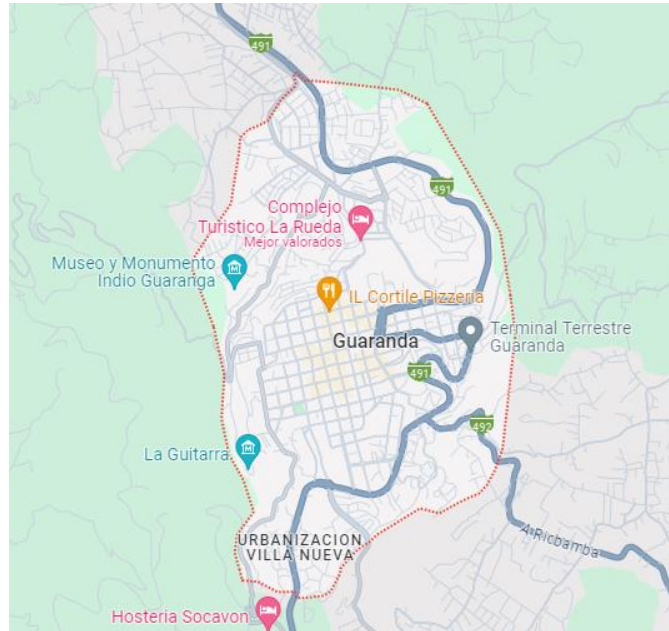 491
491
Complejo
Turístico La Rueda
Mejor valorados
Museo y Monumento
Indio Guaranga
IL Cortile Pizzeria
Terminal Terrestre
Guaranda
Guaranda
491
492
La Guitarra
A Ricbamba
URBANIZACION
VILLA NUEVA
Hosteria Socavon